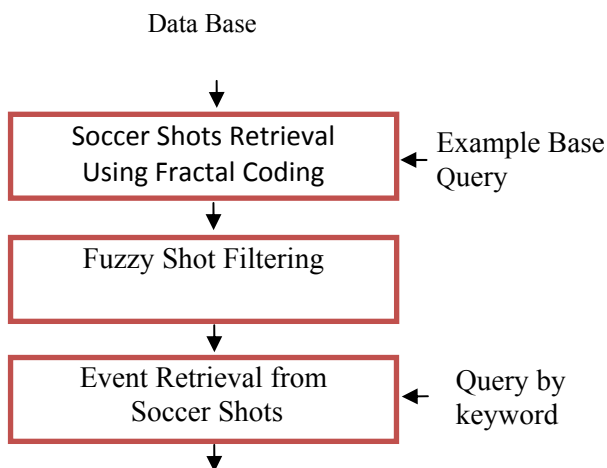 Data Base
Soccer Shots Retrieval
Using Fractal Coding
Example Base
Query
Fuzzy Shot Filtering
Event Retrieval from
Soccer Shots
Query by
keyword